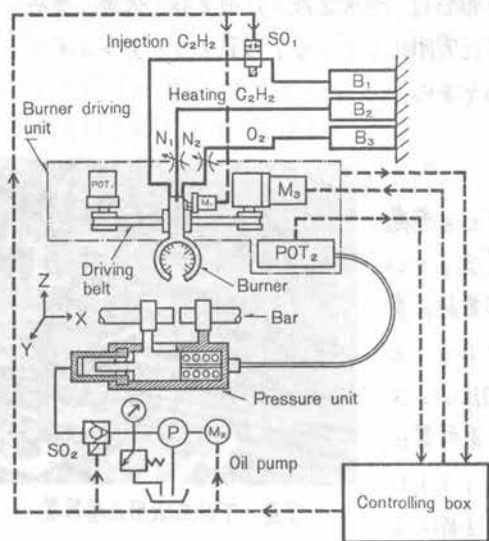 Injection C2H2
SO1
B1
Heating C2H2
B2
Burner driving
unit
N1
N2
O2
B3
POT1
M1
M3
POT2
Driving
belt
Burner
Z
X
Y
Bar
Pressure unit
P
M2
SO2
Oil pump
Controlling box